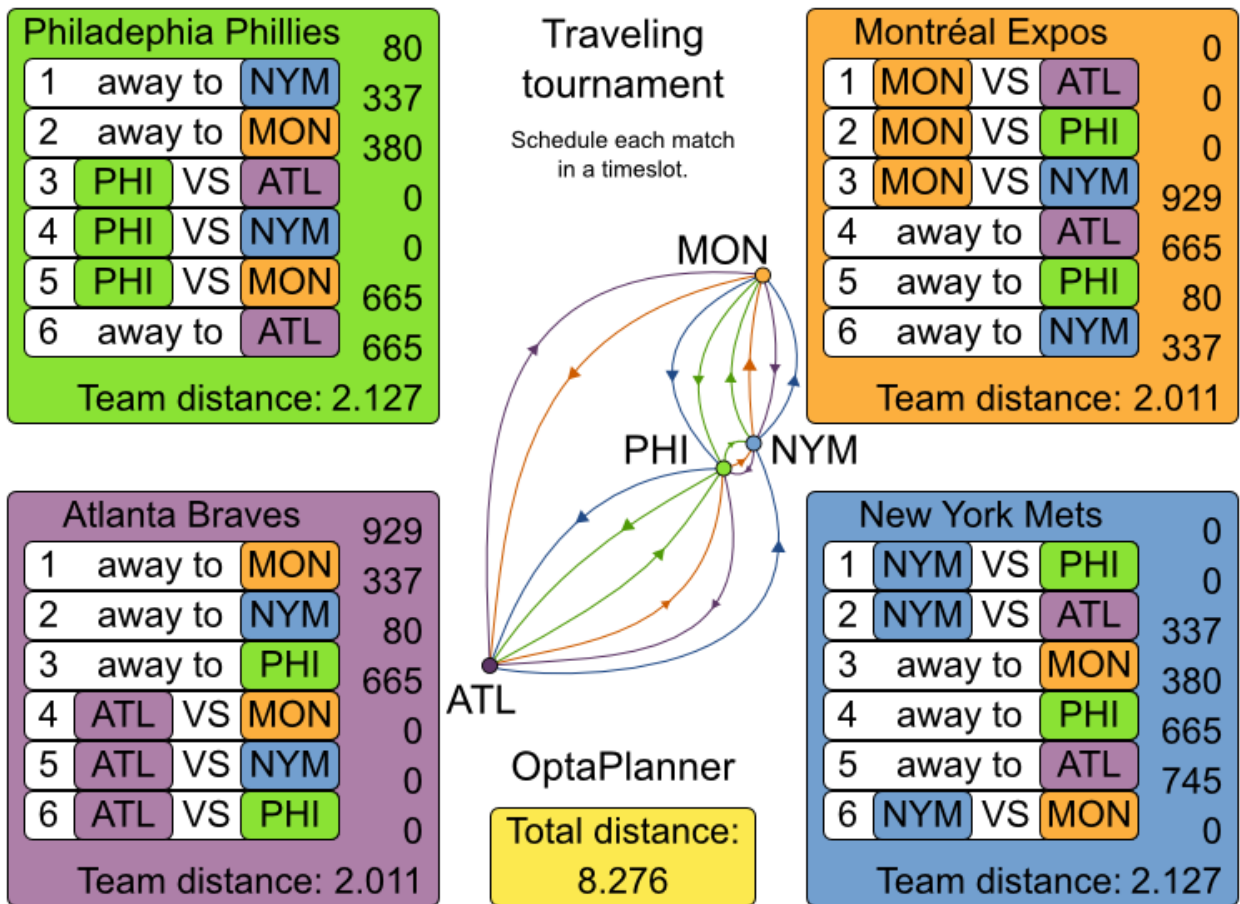 Philadephia Phillies
80
1 away to NYM
337
2 away to MON
380
3 PHI VS ATL
0
4 PHI VS NYM
0
5 PHI VS MON
665
6 away to ATL
665
Team distance: 2.127
Traveling
tournament
Schedule each match
in a timeslot.
Montréal Expos
0
1 MON VS ATL
0
2 MON VS PHI
0
3 MON VS NYM
929
4 away to ATL
665
5 away to PHI
80
6 away to NYM
337
Team distance: 2.011
MON
PHI
NYM
ATL
Atlanta Braves
929
1 away to MON
337
2 away to NYM
80
3 away to PHI
665
4 ATL VS MON
0
5 ATL VS NYM
0
6 ATL VS PHI
0
Team distance: 2.011
OptaPlanner
Total distance:
8.276
New York Mets
0
1 NYM VS PHI
0
2 NYM VS ATL
337
3 away to MON
380
4 away to PHI
665
5 away to ATL
745
6 NYM VS MON
0
Team distance: 2.127